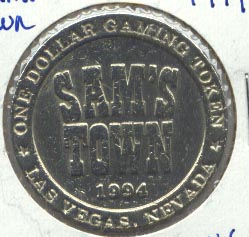 ONE DOLLAR GAMING TOKEN
SAM'S
TOWN
1994
LAS VEGAS, NEVADA